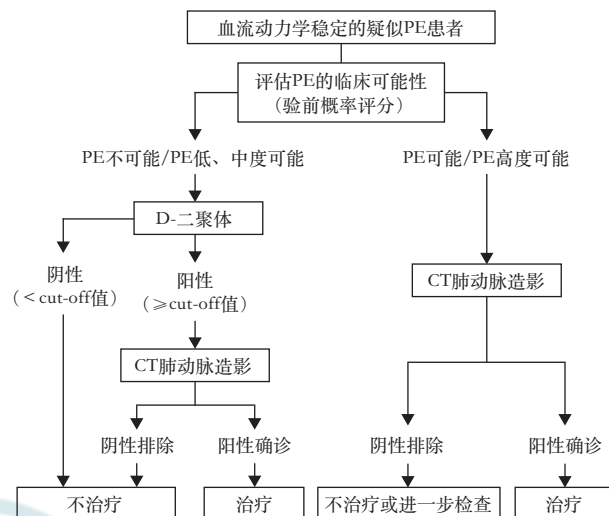 血流动力学稳定的疑似PE患者
评估PE的临床可能性
（验前概率评分）
PE不可能/PE低、中度可能
PE可能/PE高度可能
D-二聚体
阴性
（＜cut-off值）
阳性
（≥cut-off值）
CT肺动脉造影
CT肺动脉造影
阴性排除
阳性确诊
阴性排除
阳性确诊
不治疗
治疗
不治疗或进一步检查
治疗